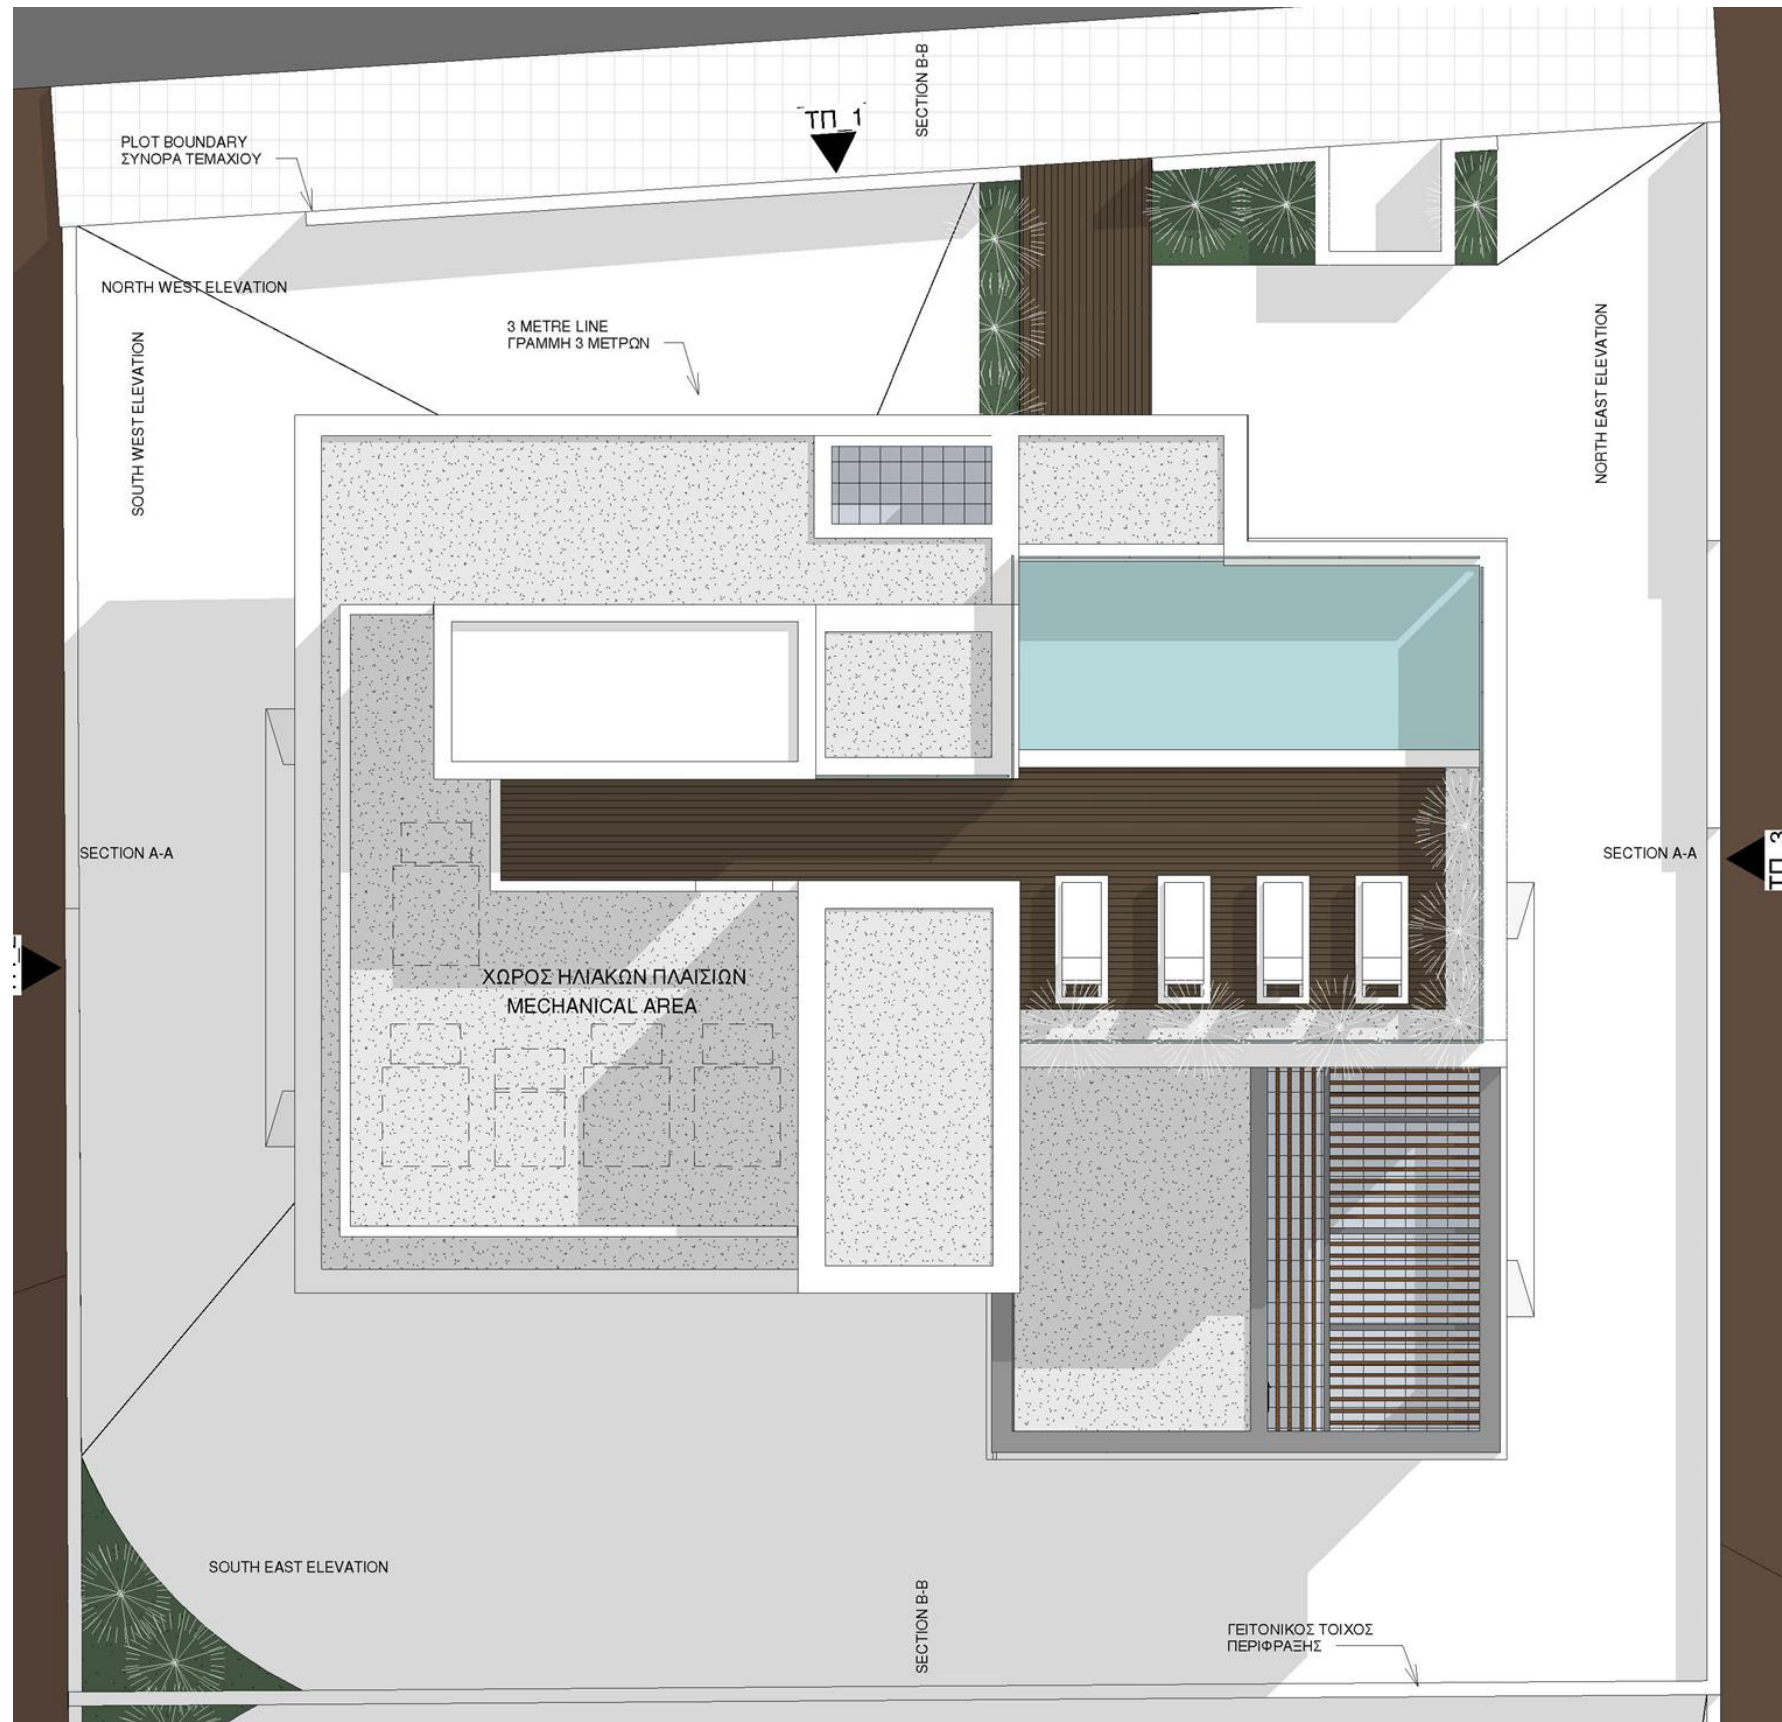 SECTION B-B
ΤΠ_1
PLOT BOUNDARY
ΣΥΝΟΡΑ ΤΕΜΑΧΙΟΥ
NORTH WEST ELEVATION
3 METRE LINE
ΓΡΑΜΜΗ 3 ΜΕΤΡΩΝ
SOUTH WEST ELEVATION
NORTH EAST ELEVATION
SECTION A-A
SECTION A-A
ΤΠ_3
ΧΩΡΟΣ ΗΛΙΑΚΩΝ ΠΛΑΙΣΙΩΝ
MECHANICAL AREA
SOUTH EAST ELEVATION
SECTION B-B
ΓΕΙΤΟΝΙΚΟΣ ΤΟΙΧΟΣ
ΠΕΡΙΦΡΑΞΗΣ